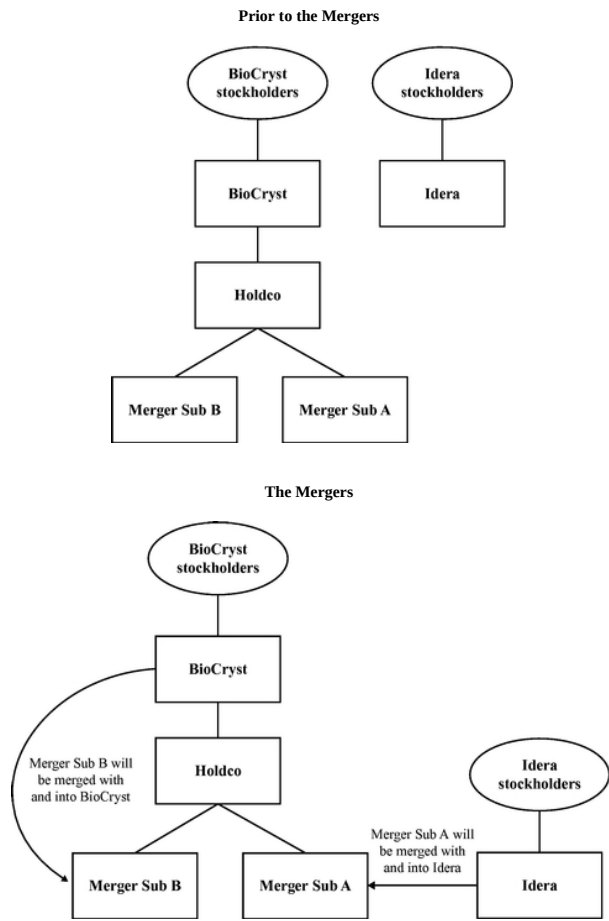 Prior to the Mergers
BioCryst
stockholders
Idera
stockholders
BioCryst
Idera
Holdco
Merger Sub B
Merger Sub A
The Mergers
BioCryst
stockholders
BioCryst
Merger Sub B will
be merged with
and into BioCryst
Holdco
Idera
stockholders
Merger Sub A will
be merged with
and into Idera
Merger Sub B
Merger Sub A
Idera